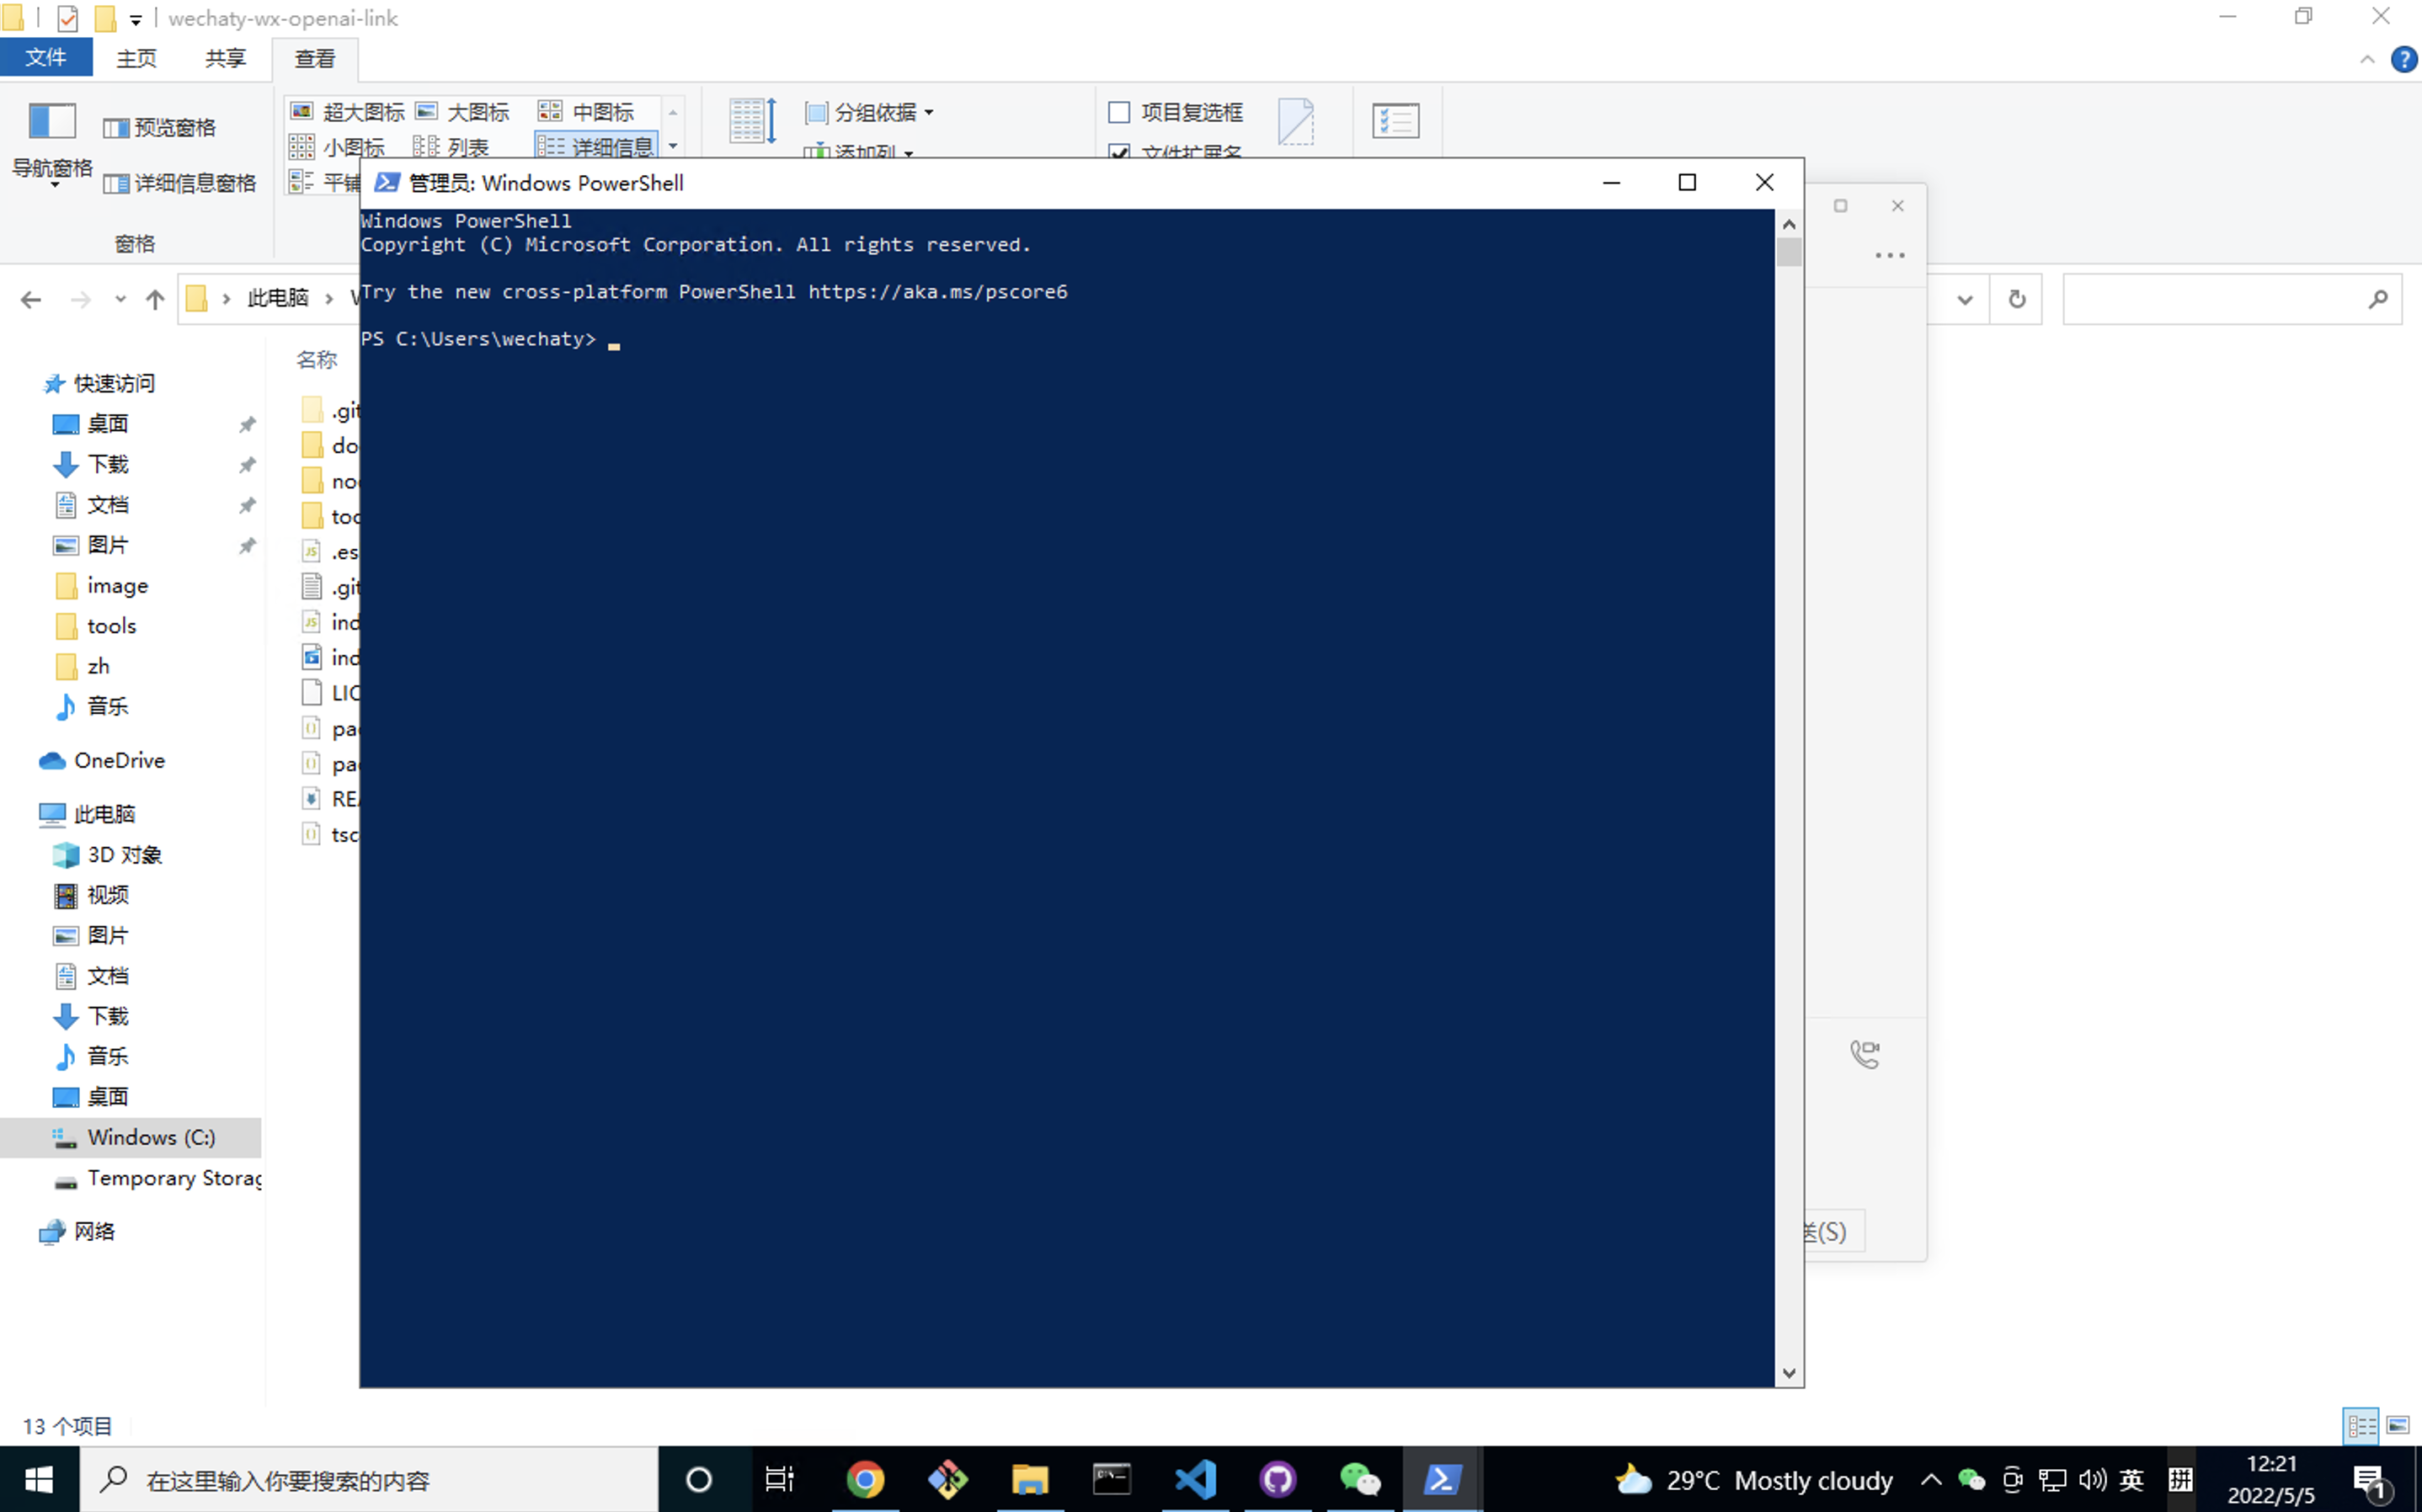 wechaty-wx-openai-link
文件 主页 共享 查看
超大图标 大图标 中图标
小图标 列表 详细信息
导航窗格
预览窗格
详细信息窗格
窗格
分组依据
添加列
项目复选框
文件扩展名
管理员: Windows PowerShell
Windows PowerShell
Copyright (C) Microsoft Corporation. All rights reserved.
Try the new cross-platform PowerShell https://aka.ms/pscore6
PS C:\Users\wechaty>
此电脑
名称
快速访问
桌面
下载
文档
图片
image
tools
zh
音乐
OneDrive
此电脑
3D 对象
视频
图片
文档
下载
音乐
桌面
Windows (C:)
Temporary Storag
网络
.git
do
no
too
.es
.git
ind
ind
LIC
pa
pa
REA
tsc
(S)
13 个项目
在这里输入你要搜索的内容
29°C Mostly cloudy
英
拼
12:21
2022/5/5
1